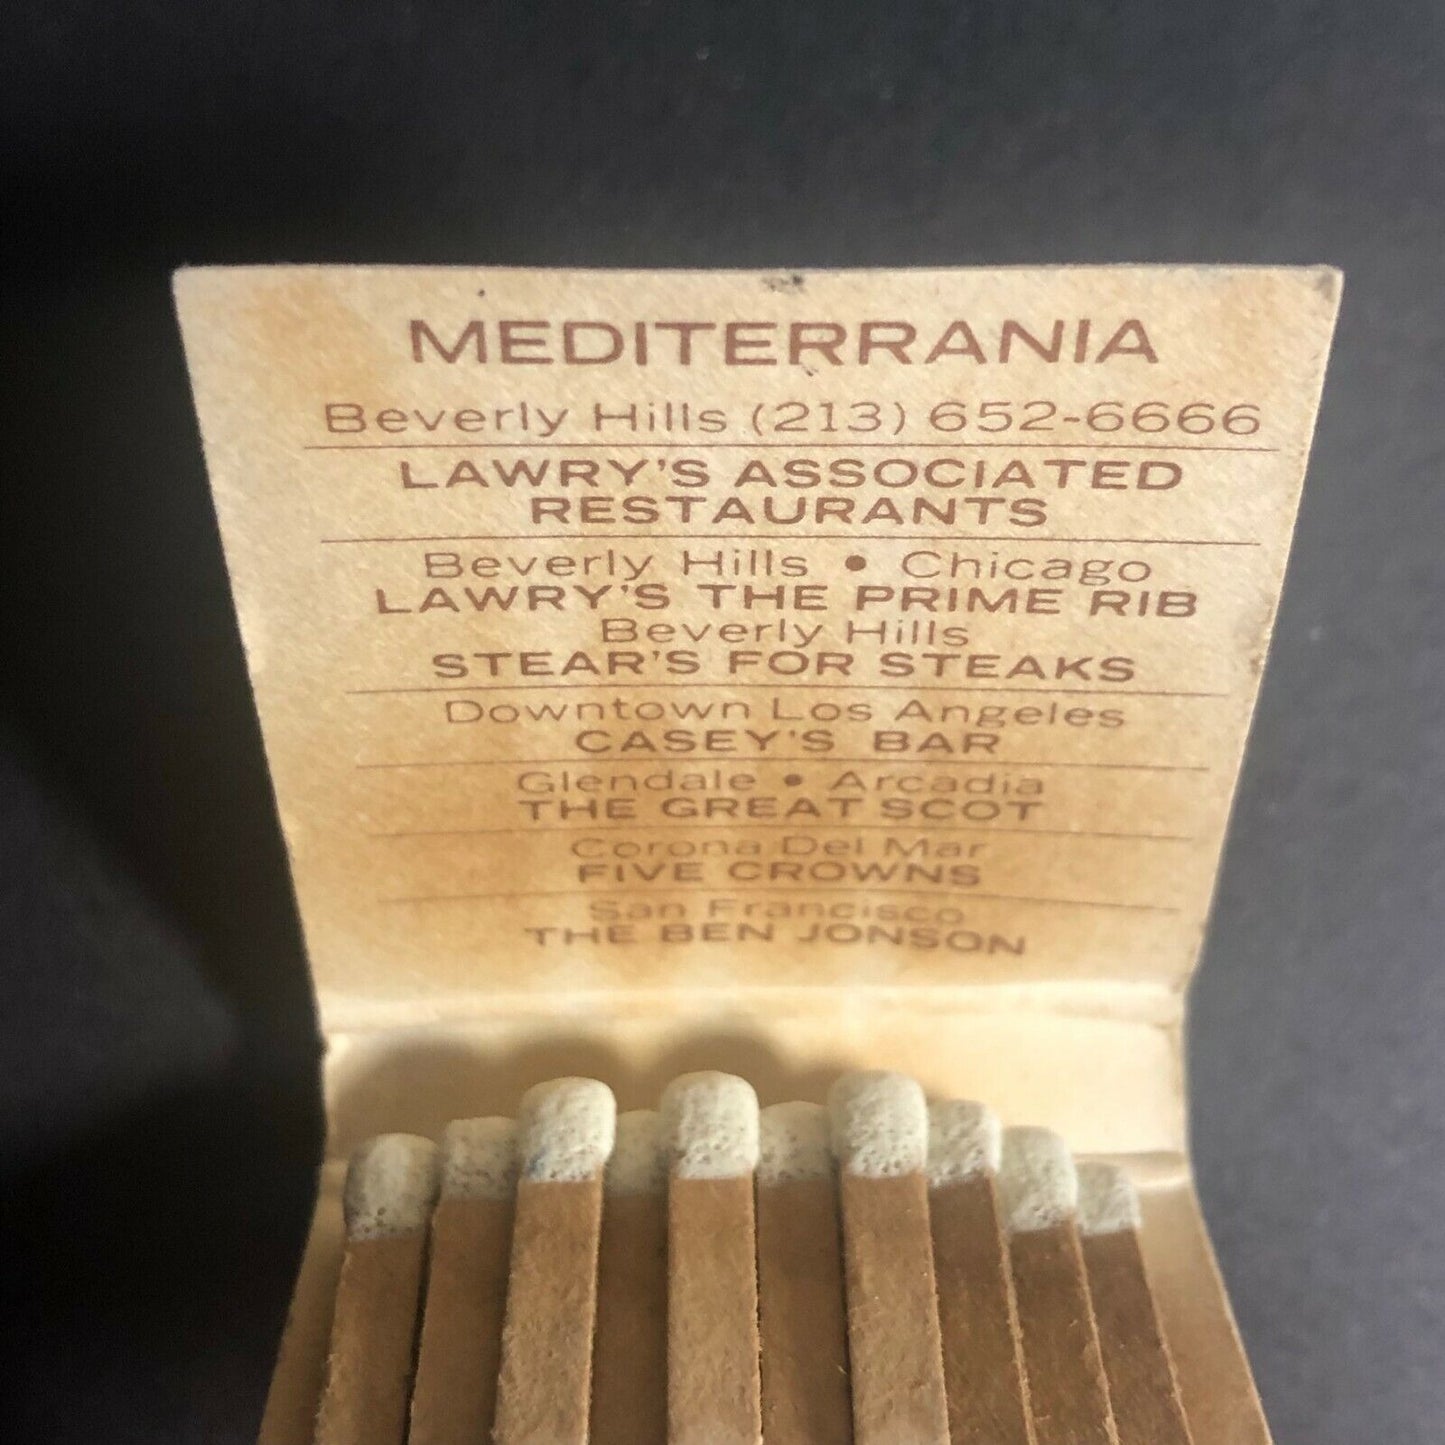 MEDITERRANIA
Beverly Hills (213) 652-6666
LAWRY'S ASSOCIATED
RESTAURANTS
Beverly Hills • Chicago
LAWRY'S THE PRIME RIB
Beverly Hills
STEAR'S FOR STEAKS
Downtown Los Angeles
CASEY'S BAR
Glendale • Arcadia
THE GREAT SCOT
Corona Del Mar
FIVE CROWNS
San Francisco
THE BEN JONSON